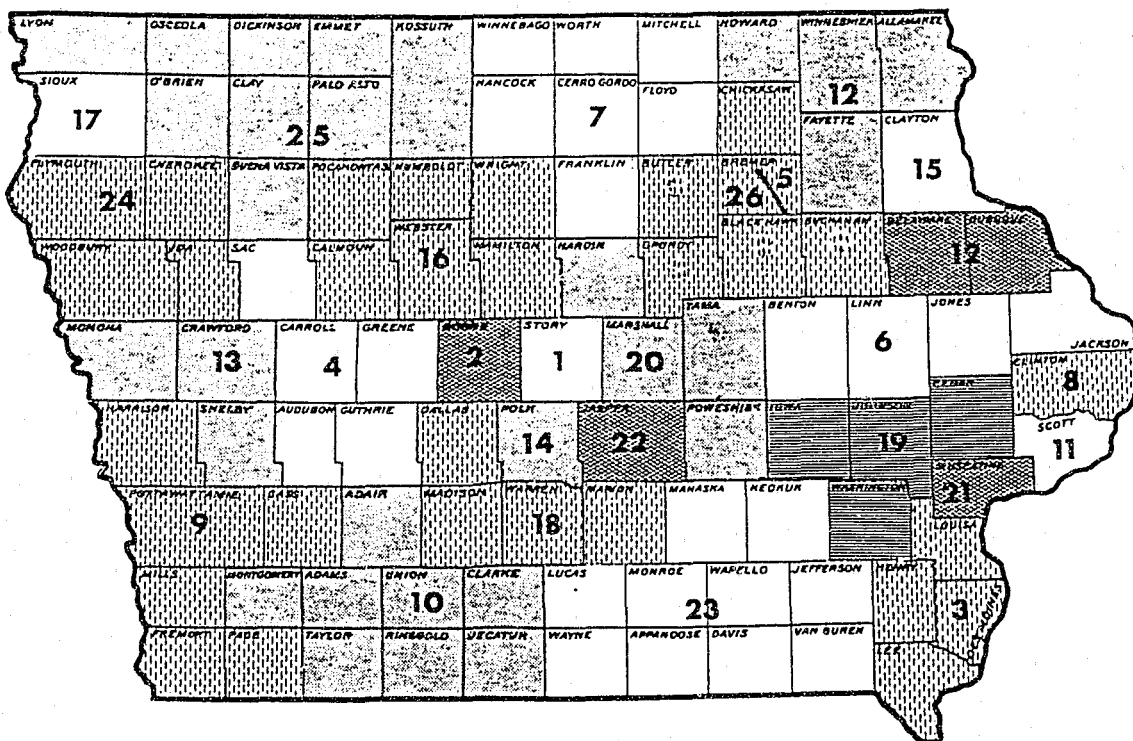 LYON OSCEOLA DICKINSON EMMET KOSSUTH WINNEBAGO WORTH MITCHELL HOWARD WINNESHIEK ALLAMAKEE
SIOUX O'BRIEN CLAY PALO ALTO HANCOCK CERRO GORDO FLOYD CHICKASAW
17 25 7 12
FAYETTE CLAYTON
15
PLYMOUTH CHEROKEE BUENA VISTA POCAHONTAS HUMBOLDT WRIGHT FRANKLIN BUTLER BREMER
24 26 5
WOODBURY IDA SAC CALHOUN WEBSTER HAMILTON HARDIN GRUNDY BLACK HAWK BUCHANAN DELAWARE DUBUQUE
16 12
MONONA CRAWFORD CARROLL GREENE BOONE STORY MARSHALL TAMA BENTON LINN JONES JACKSON
13 4 2 1 20 6
CLINTON
8
CEDAR
HARRISON SHELBY AUDUBON GUTHRIE DALLAS POLK JASPER POWESHIEK IOWA JOHNSON SCOTT
14 22 19 11
MUSCATINE
21
POTTAWATTAMIE CASS ADAIR MADISON WARREN MARION MAHASKA KEOKUK WASHINGTON LOUISA
9 18
MILLS MONTGOMERY ADAMS UNION CLARKE LUCAS MONROE WAPELLO JEFFERSON HENRY DES MOINES
10 23 3
FREMONT PAGE TAYLOR RINGGOLD DECATUR WAYNE APPANOOSE DAVIS VAN BUREN LEE